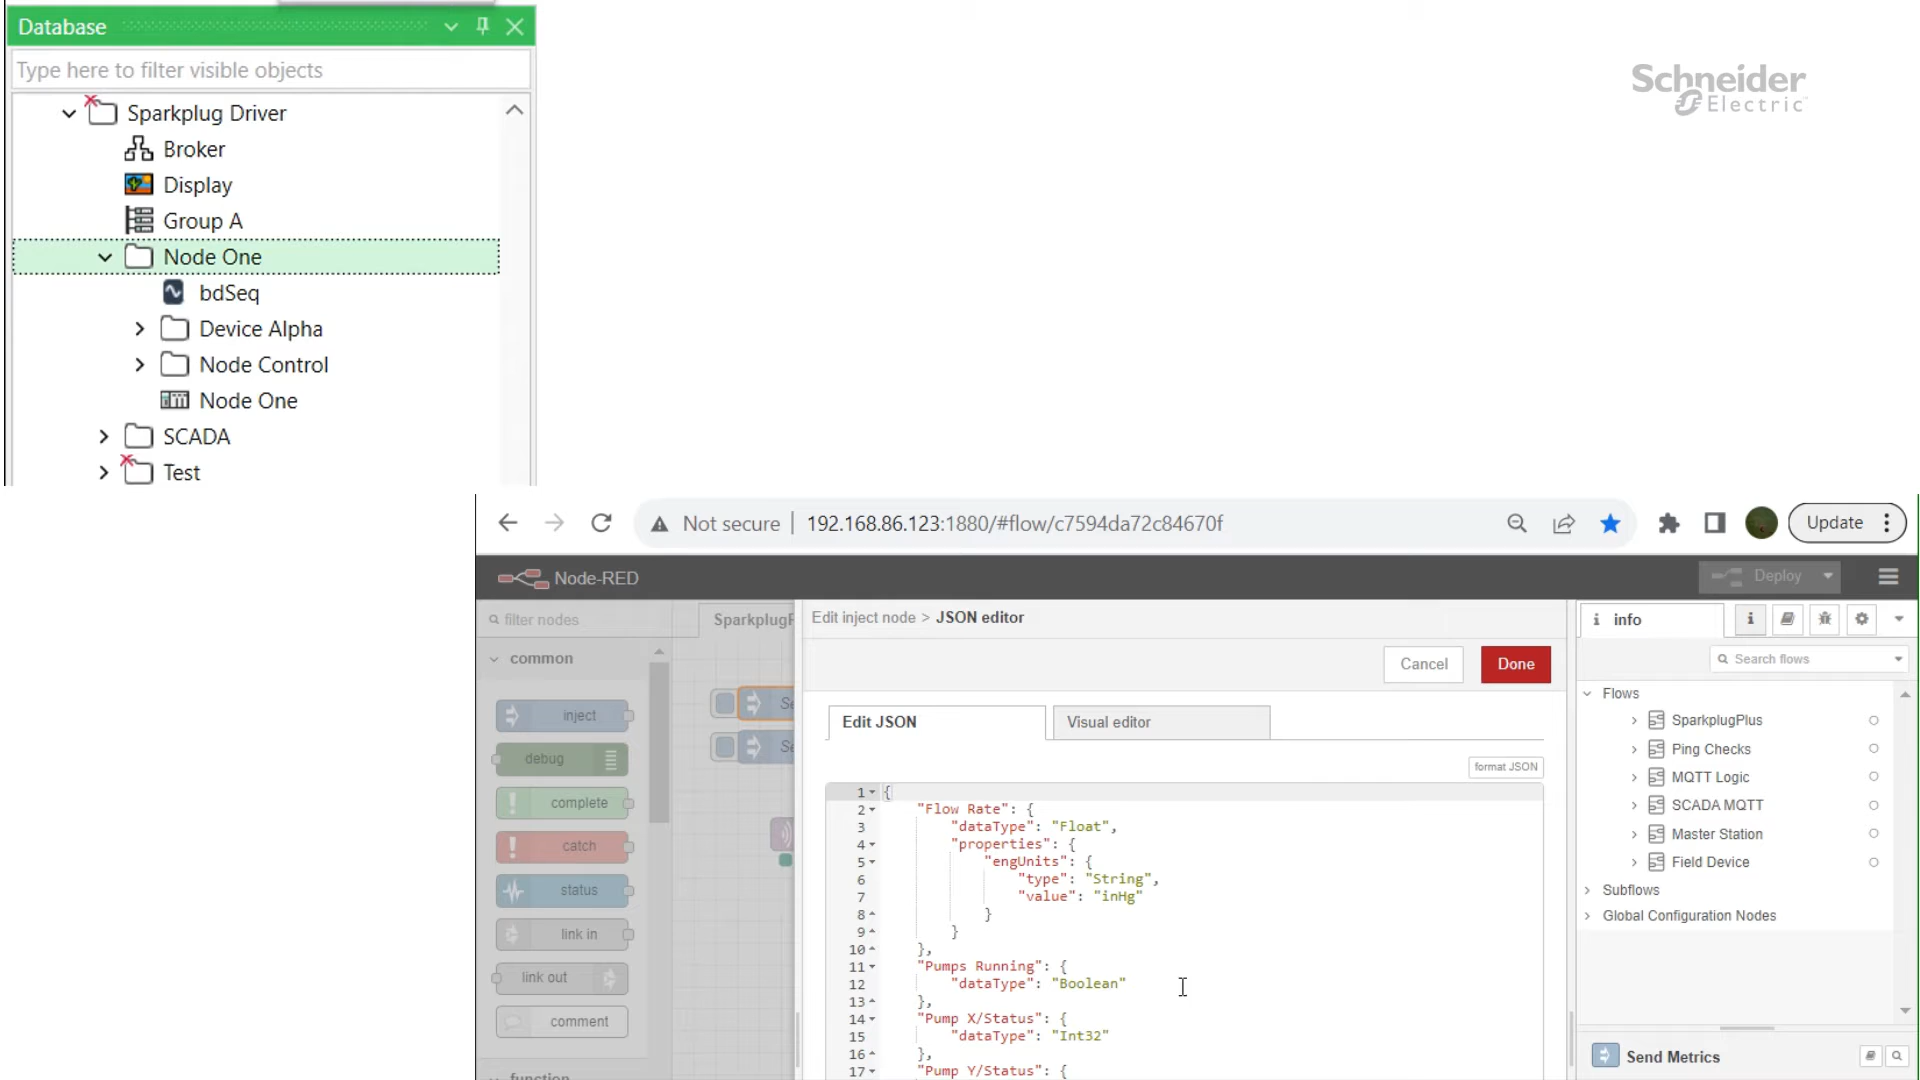 Database
Type here to filter visible objects
Sparkplug Driver
Broker
Display
Group A
Node One
bdSeq
Device Alpha
Node Control
Node One
SCADA
Test
Schneider
Electric
Not secure
192.168.86.123:1880/#flow/c7594da72c84670f
Update
Node-RED
Deploy
filter nodes
common
inject
debug
complete
catch
status
link in
link out
comment
function
Edit inject node > JSON editor
Cancel
Done
Edit JSON
Visual editor
format JSON
1 {
2 "Flow Rate": {
3 "dataType": "Float",
4 "properties": {
5 "engUnits": {
6 "type": "String",
7 "value": "inHg"
8 }
9 }
10 },
11 "Pumps Running": {
12 "dataType": "Boolean"
13 },
14 "Pump X/Status": {
15 "dataType": "Int32"
16 },
17 "Pump Y/Status": {
i info
Search flows
Flows
SparkplugPlus
Ping Checks
MQTT Logic
SCADA MQTT
Master Station
Field Device
Subflows
Global Configuration Nodes
Send Metrics